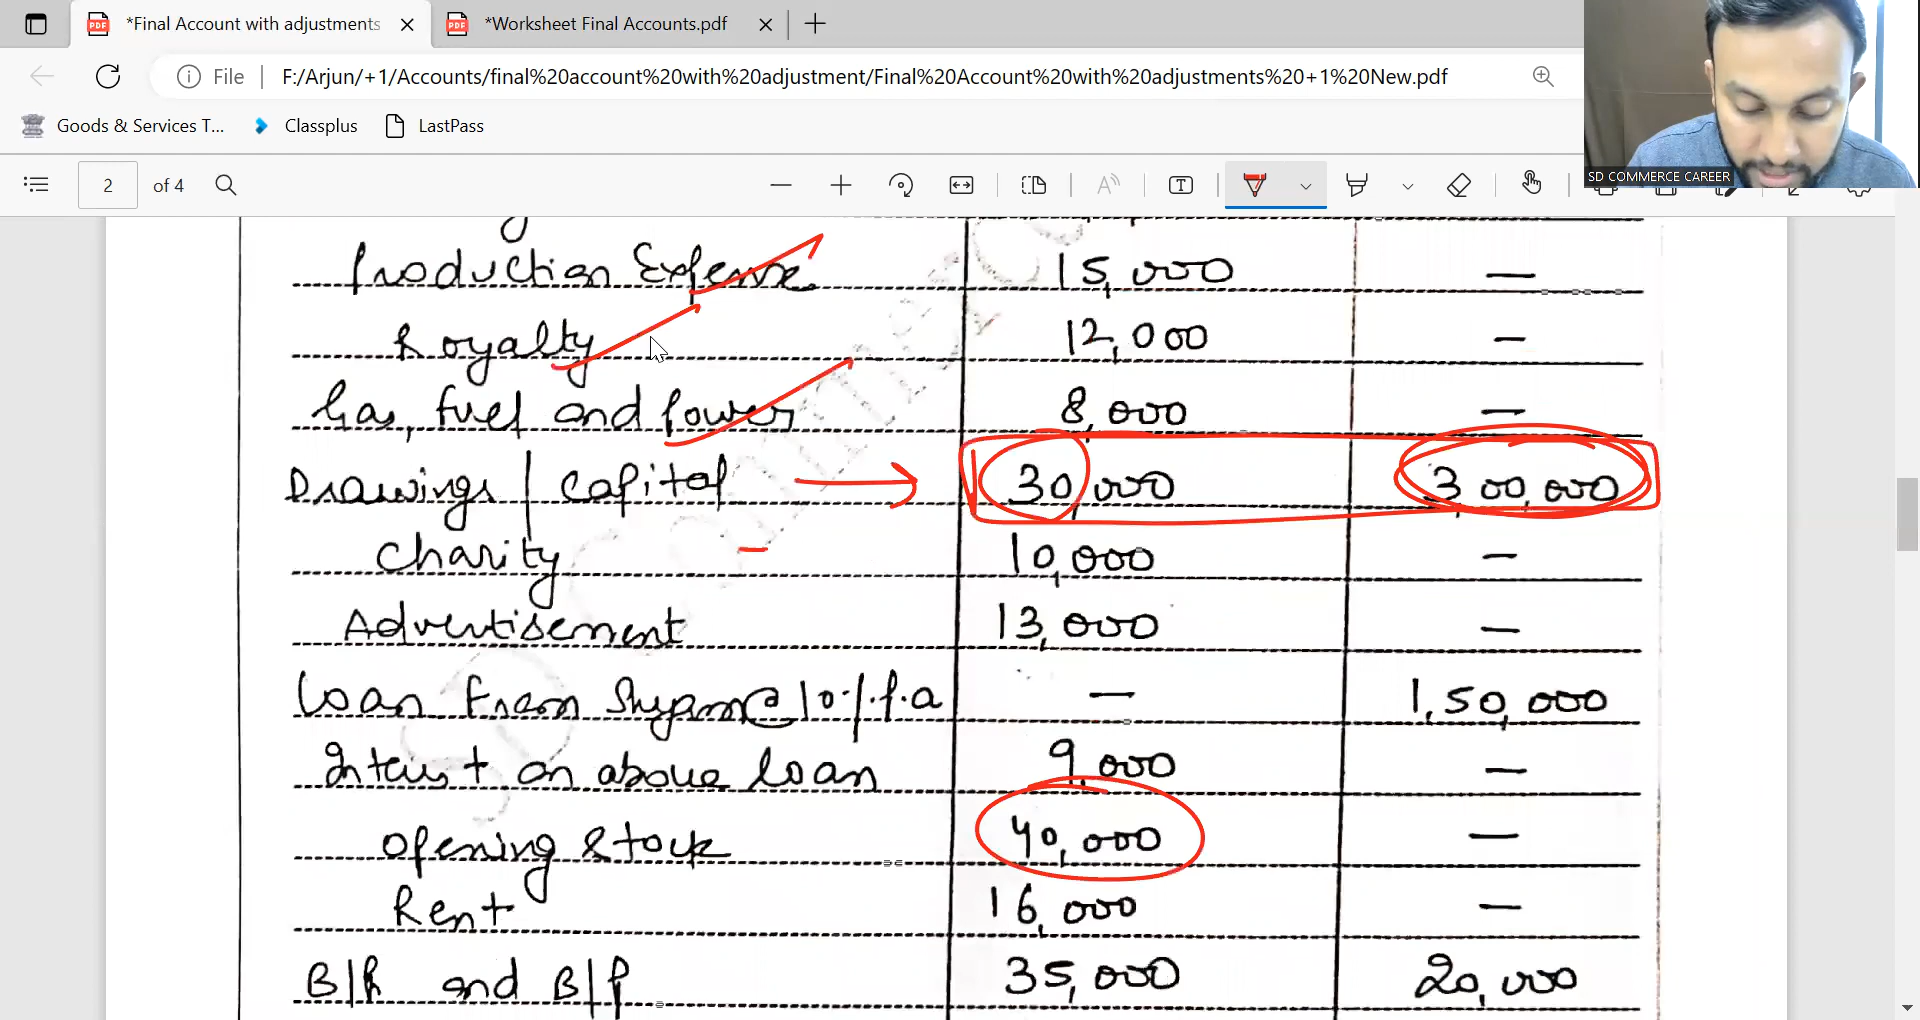 *Final Account with adjustments
*Worksheet Final Accounts.pdf
File
F:/Arjun/+1/Accounts/final%20account%20with%20adjustment/Final%20Account%20with%20adjustments%20+1%20New.pdf
Goods & Services T...
Classplus
LastPass
2 of 4
SD COMMERCE CAREER
Production Expense 15,000 —
Royalty 12,000 —
Gas, fuel and power 8,000 —
Drawings / Capital 30,000 3,00,000
Charity 10,000 —
Advertisement 13,000 —
Loan From Shyam @ 10 % p.a — 1,50,000
Interest on above loan 9,000 —
Opening Stock 40,000 —
Rent 16,000 —
B/R and B/P 35,000 20,000